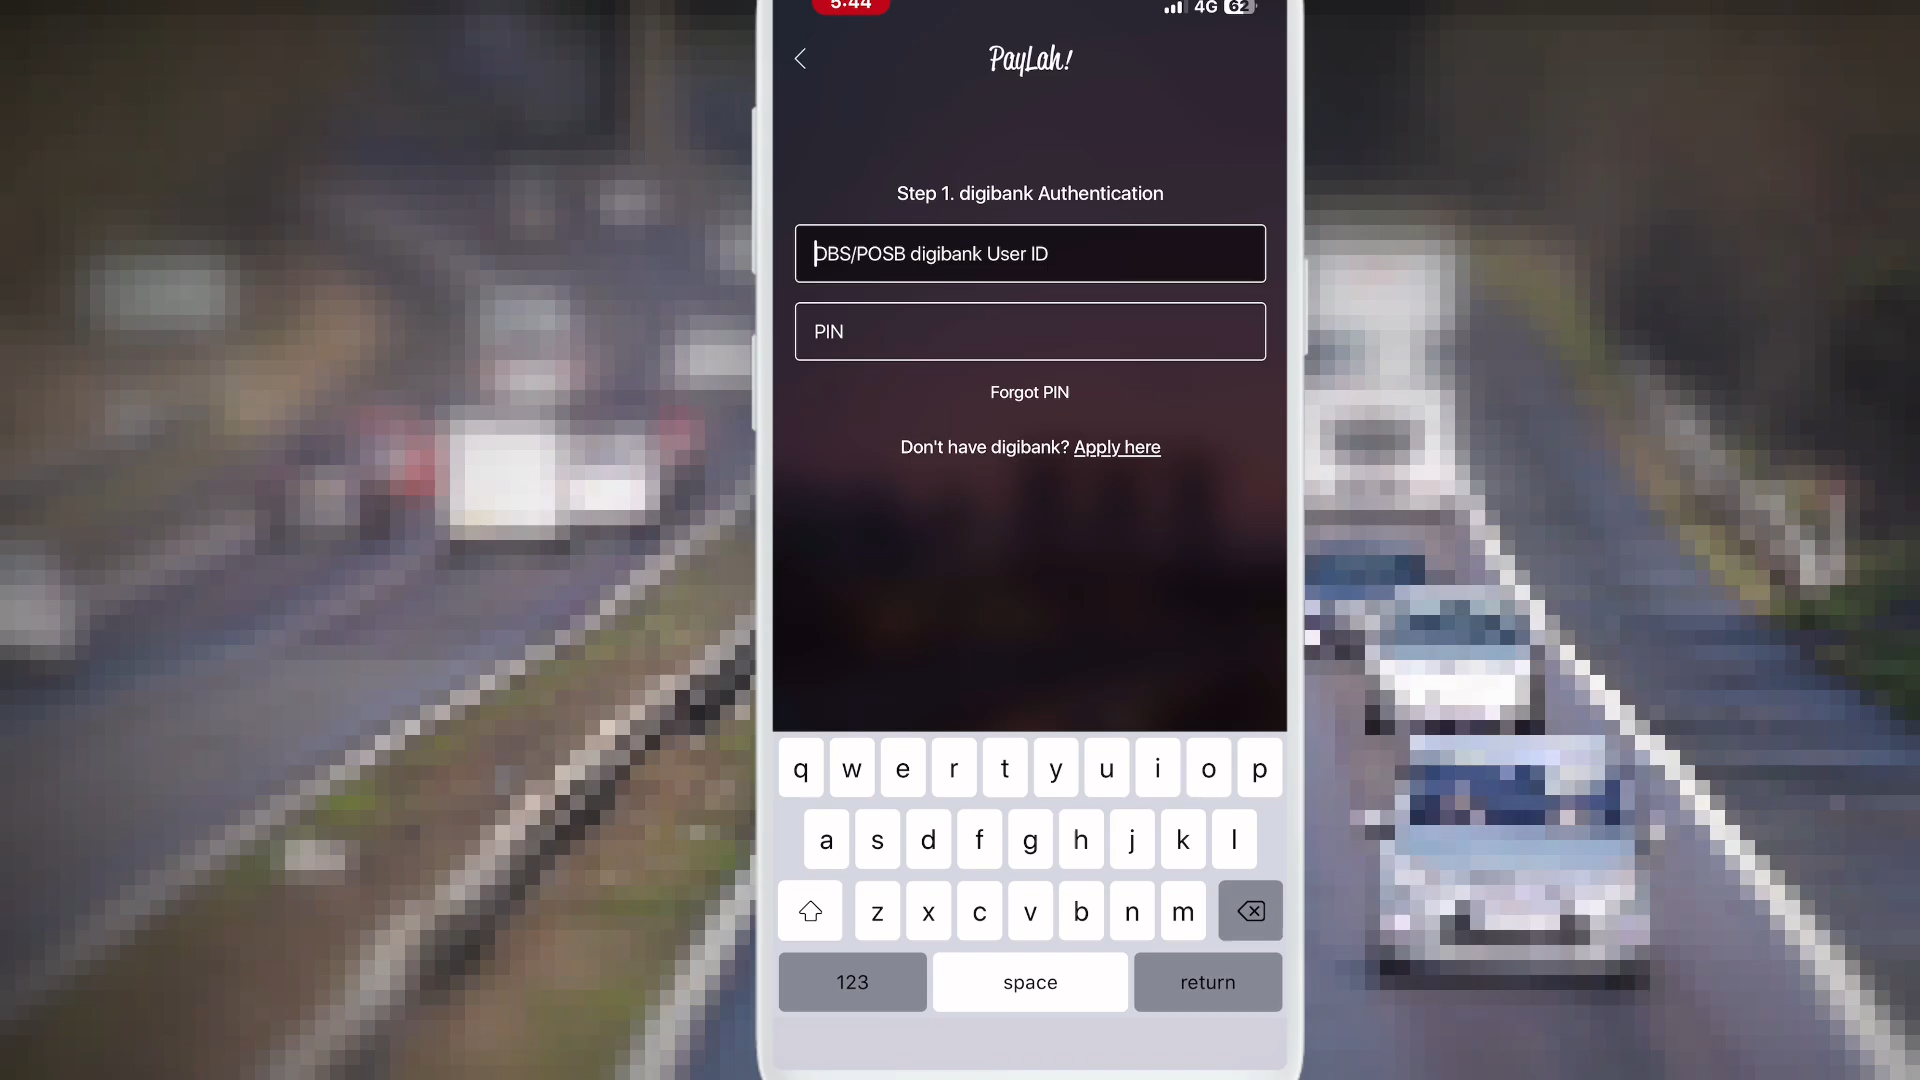 5:44 4G 62
PayLah!
Step 1. digibank Authentication
DBS/POSB digibank User ID
PIN
Forgot PIN
Don't have digibank? Apply here
q w e r t y u i o p
a s d f g h j k l
z x c v b n m
123 space return